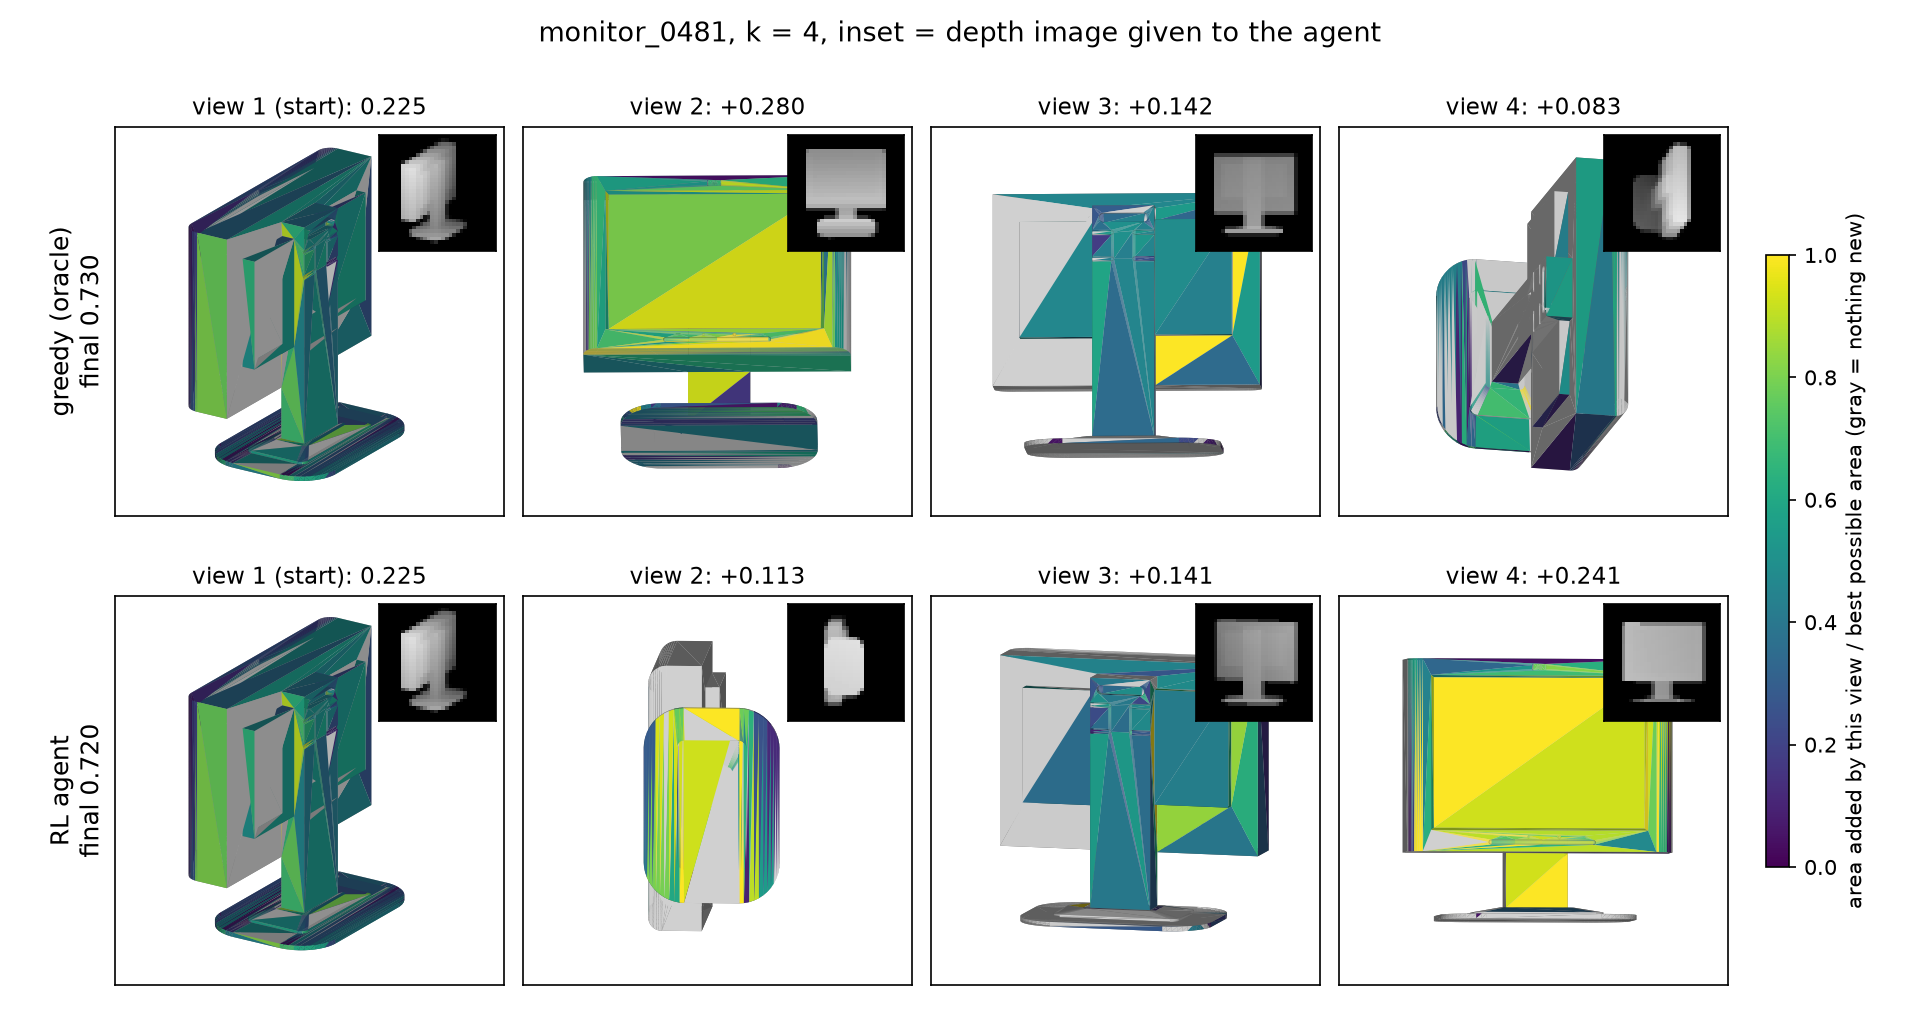 monitor_0481, k = 4, inset = depth image given to the agent
view 1 (start): 0.225
view 2: +0.280
view 3: +0.142
view 4: +0.083
greedy (oracle)
final 0.730
view 1 (start): 0.225
view 2: +0.113
view 3: +0.141
view 4: +0.241
RL agent
final 0.720
1.0
0.8
0.6
0.4
0.2
0.0
area added by this view / best possible area (gray = nothing new)